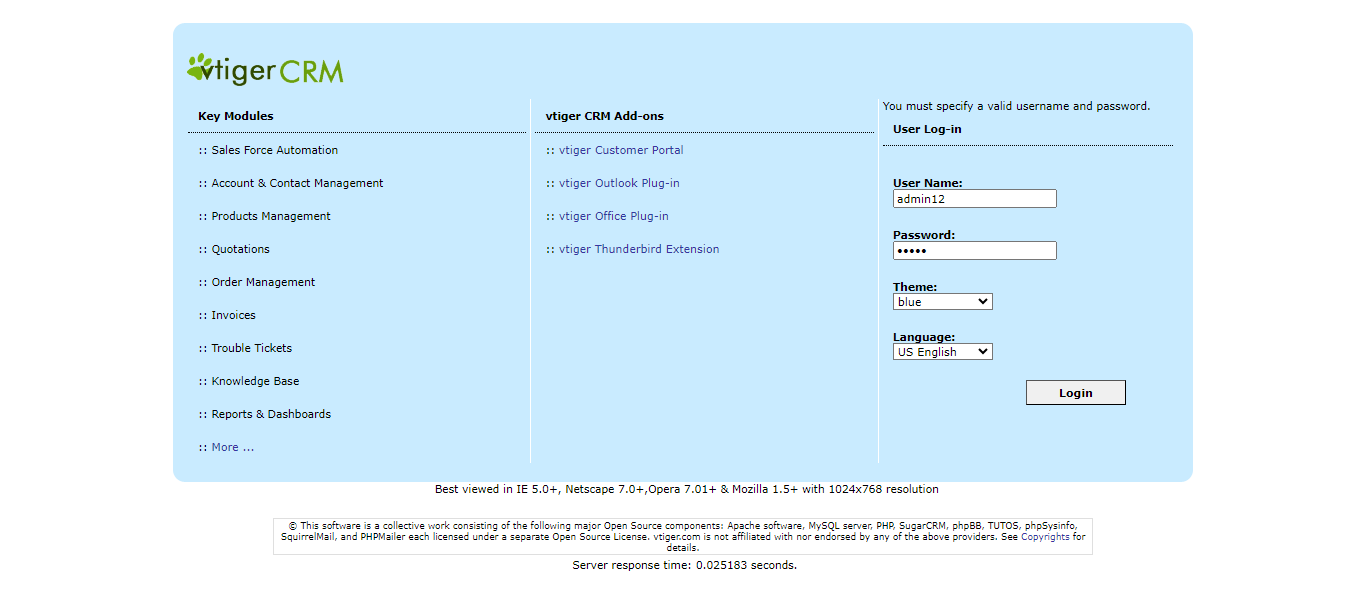 vtiger CRM
Key Modules
:: Sales Force Automation
:: Account & Contact Management
:: Products Management
:: Quotations
:: Order Management
:: Invoices
:: Trouble Tickets
:: Knowledge Base
:: Reports & Dashboards
:: More ...
vtiger CRM Add-ons
:: vtiger Customer Portal
:: vtiger Outlook Plug-in
:: vtiger Office Plug-in
:: vtiger Thunderbird Extension
You must specify a valid username and password.
User Log-in
User Name:
admin12
Password:
•••••
Theme:
blue
Language:
US English
Login
Best viewed in IE 5.0+, Netscape 7.0+,Opera 7.01+ & Mozilla 1.5+ with 1024x768 resolution
© This software is a collective work consisting of the following major Open Source components: Apache software, MySQL server, PHP, SugarCRM, phpBB, TUTOS, phpSysinfo,
SquirrelMail, and PHPMailer each licensed under a separate Open Source License. vtiger.com is not affiliated with nor endorsed by any of the above providers. See Copyrights for
details.
Server response time: 0.025183 seconds.